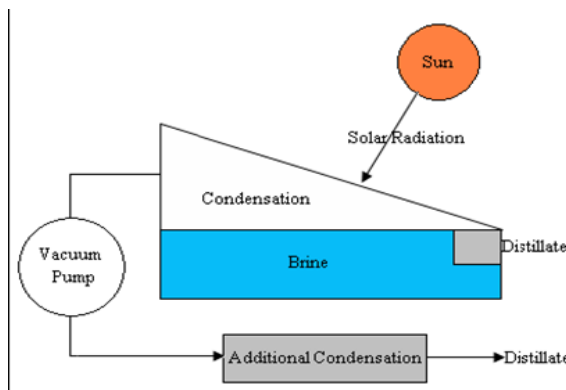 Sun
Solar Radiation
Condensation
Vacuum
Pump
Distillate
Brine
Additional Condensation
Distillate